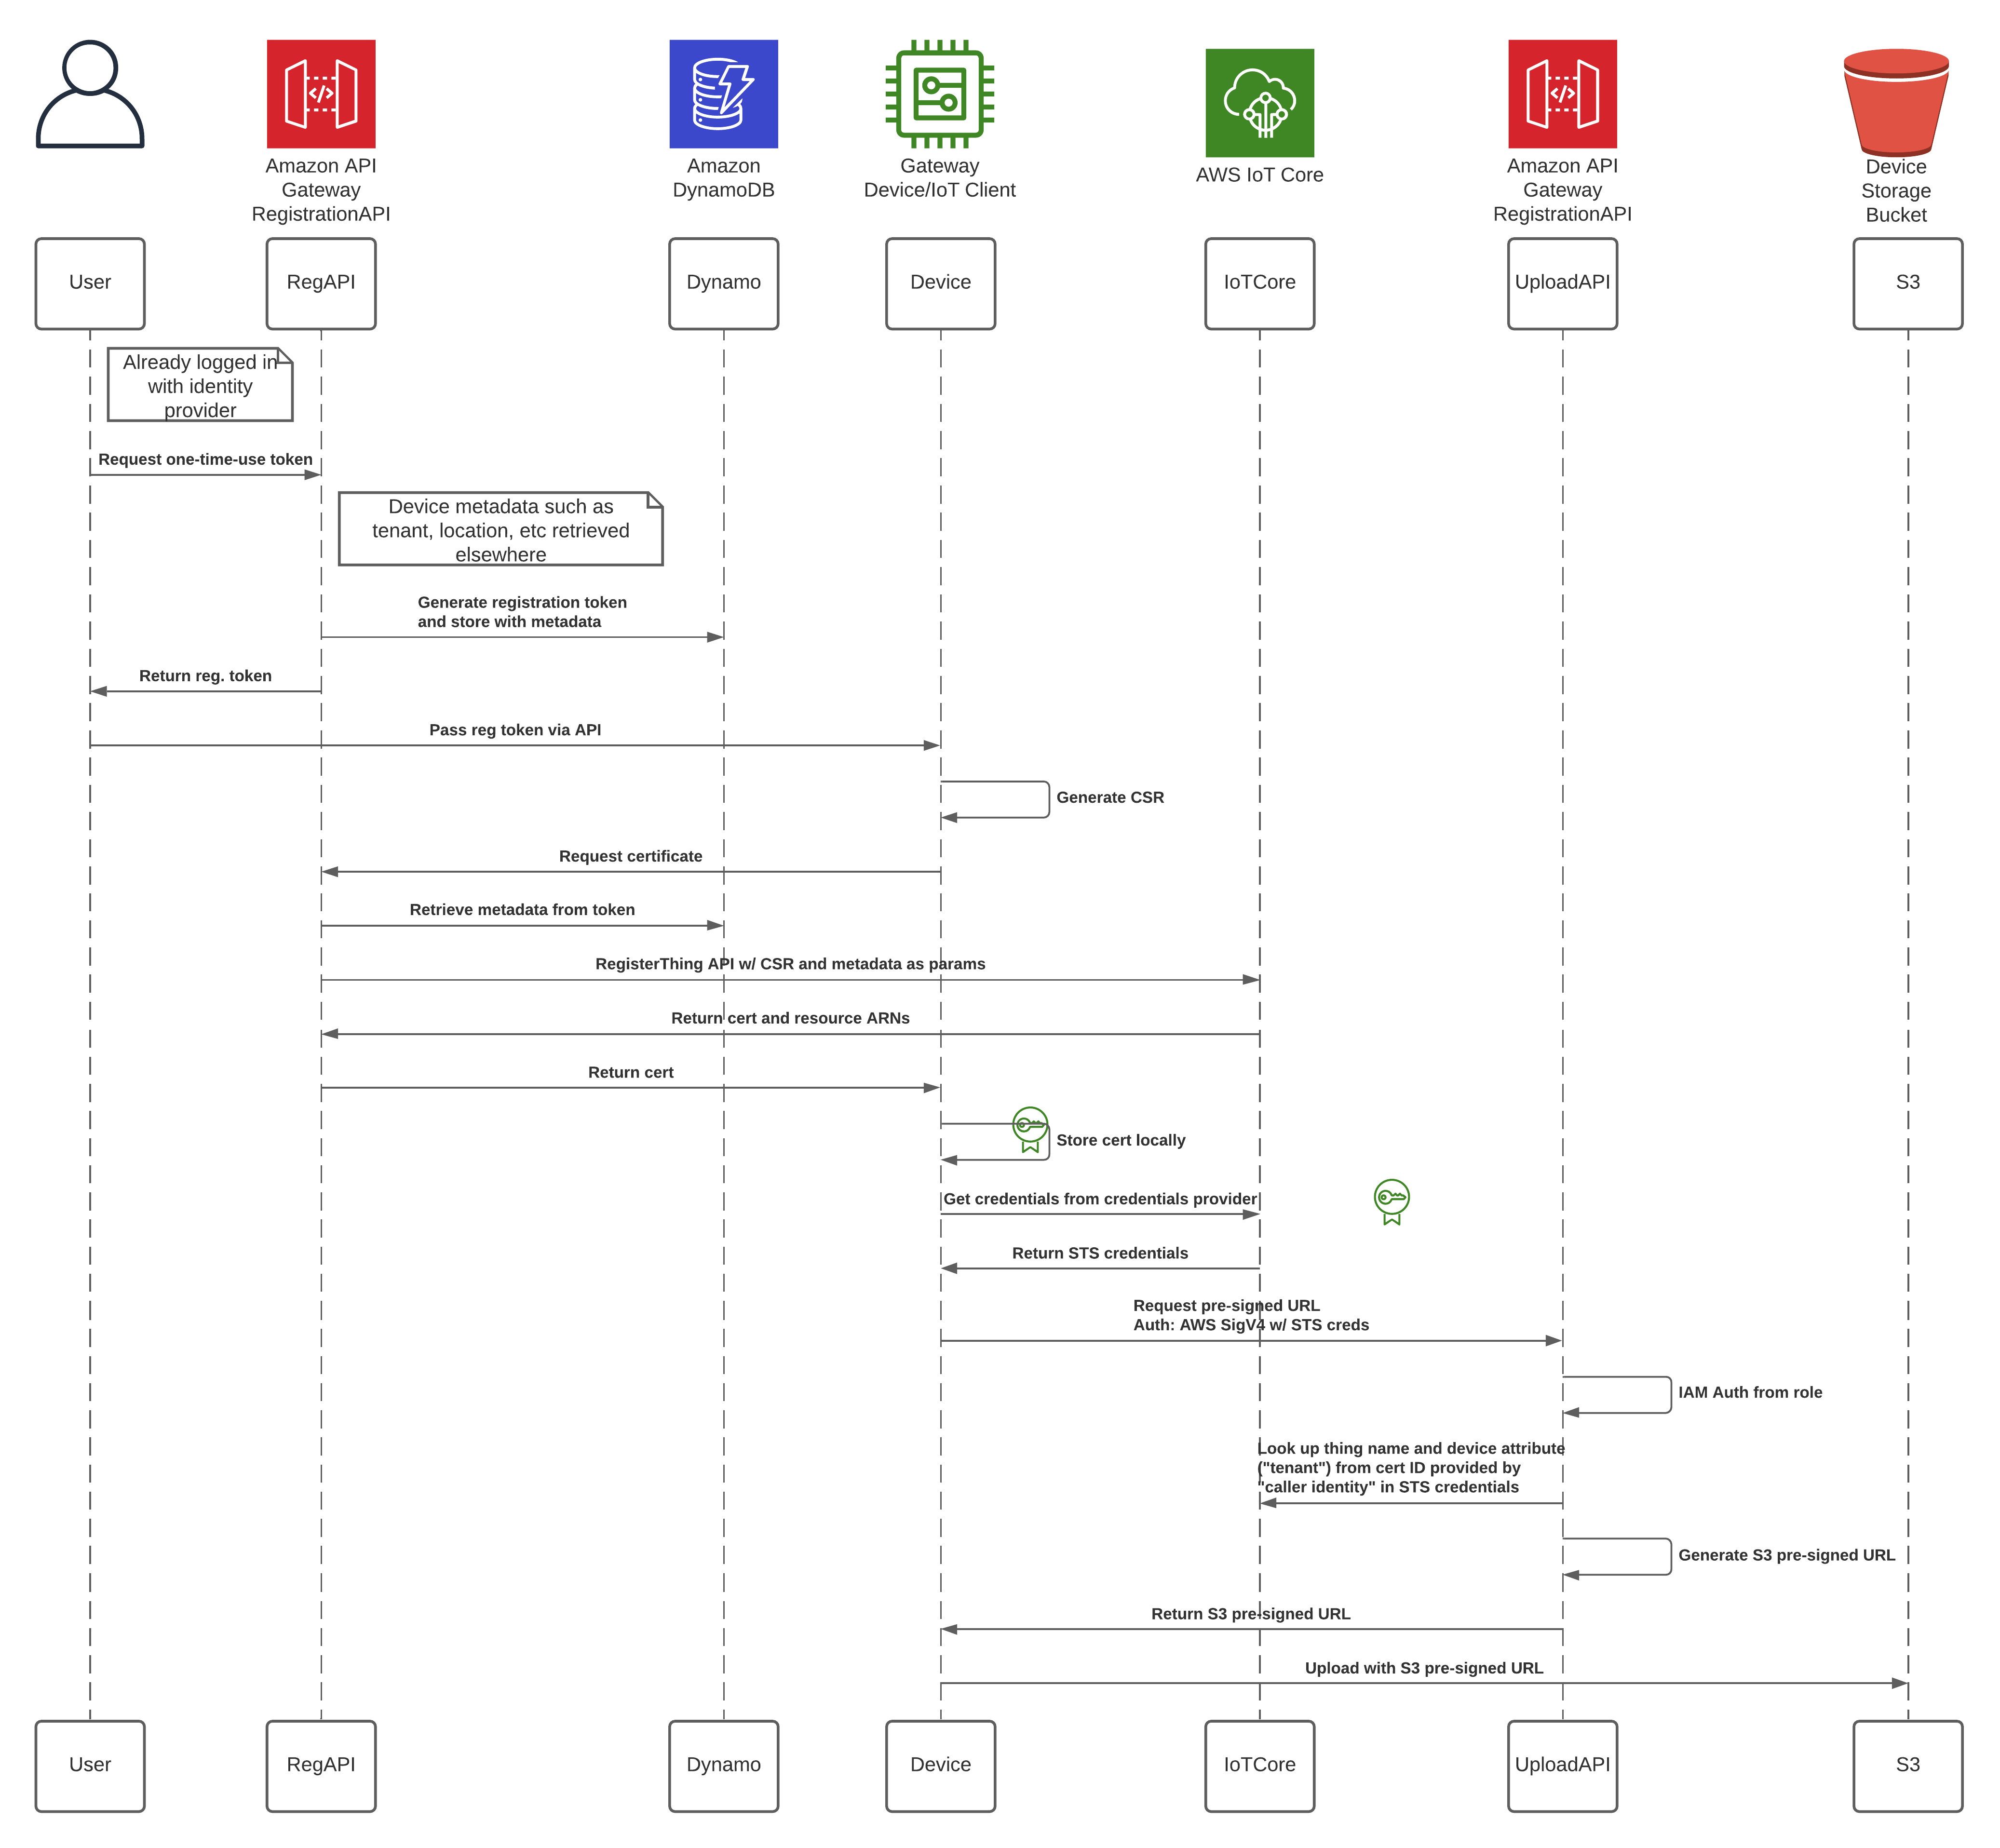 Amazon API
Gateway
RegistrationAPI
Amazon
DynamoDB
Gateway
Device/IoT Client
AWS IoT Core
Amazon API
Gateway
RegistrationAPI
Device
Storage
Bucket
User
RegAPI
Dynamo
Device
IoTCore
UploadAPI
S3
Already logged in
with identity
provider
Request one-time-use token
Device metadata such as
tenant, location, etc retrieved
elsewhere
Generate registration token
and store with metadata
Return reg. token
Pass reg token via API
Generate CSR
Request certificate
Retrieve metadata from token
RegisterThing API w/ CSR and metadata as params
Return cert and resource ARNs
Return cert
Store cert locally
Get credentials from credentials provider
Return STS credentials
Request pre-signed URL
Auth: AWS SigV4 w/ STS creds
IAM Auth from role
Look up thing name and device attribute
("tenant") from cert ID provided by
"caller identity" in STS credentials
Generate S3 pre-signed URL
Return S3 pre-signed URL
Upload with S3 pre-signed URL
User
RegAPI
Dynamo
Device
IoTCore
UploadAPI
S3